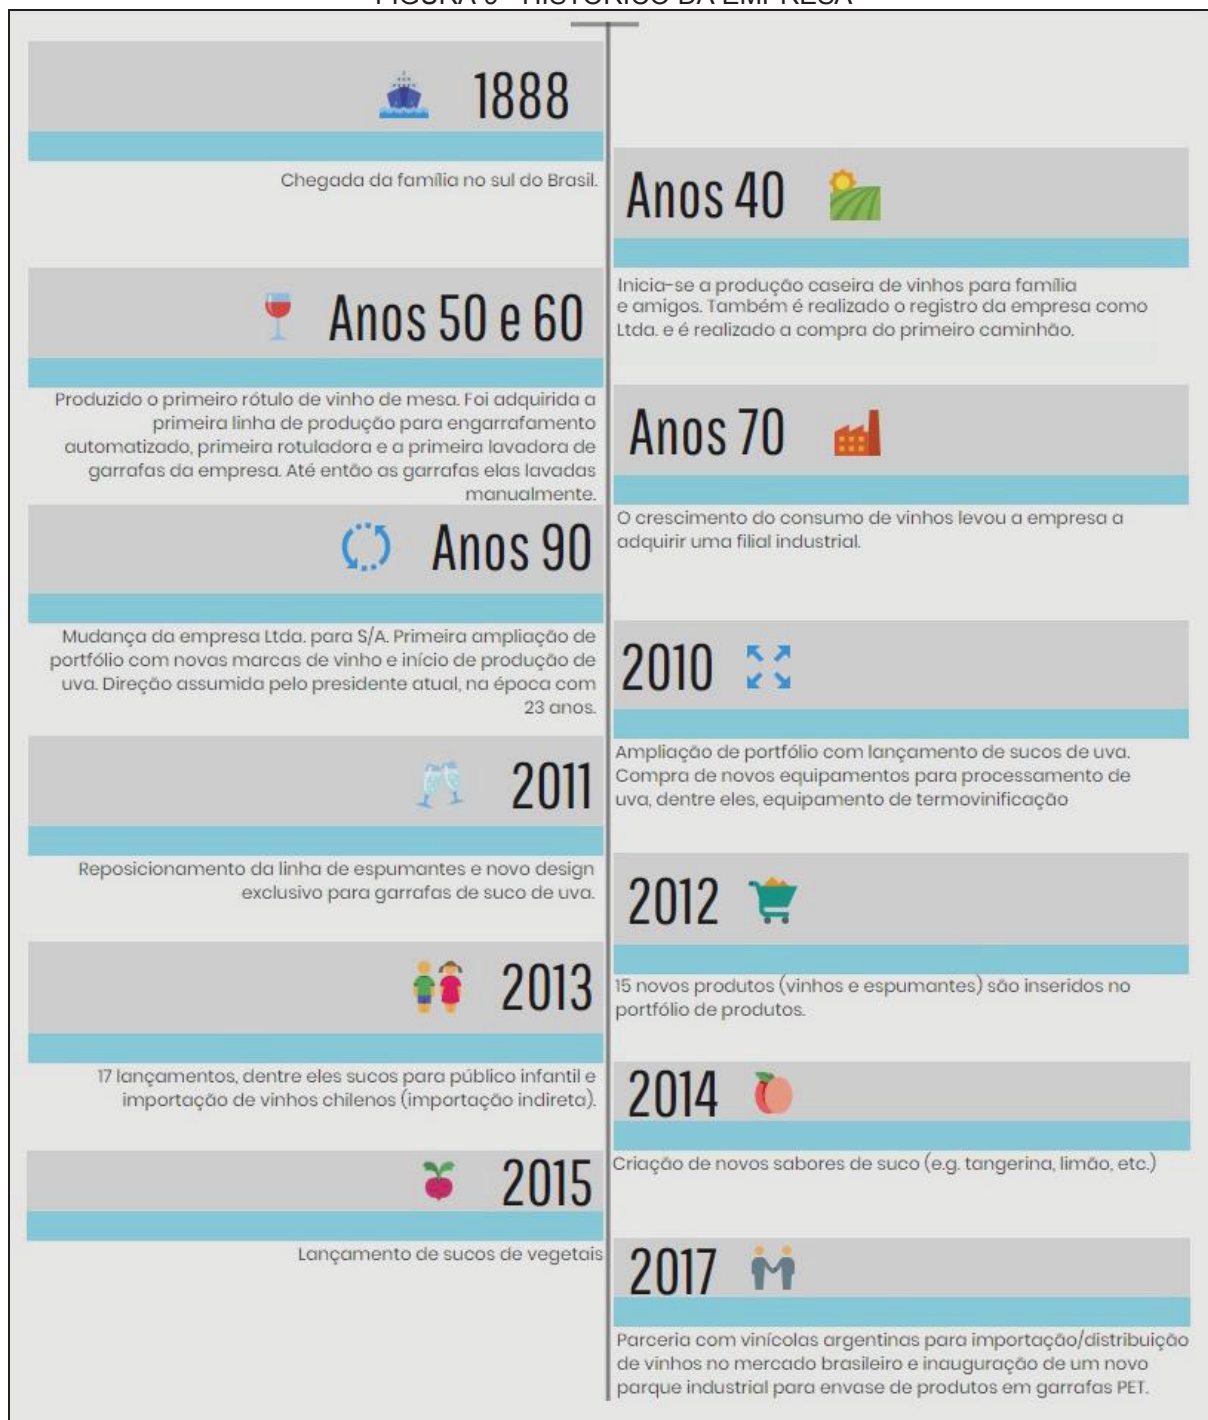 HISTÓRICO DA EMPRESA
1888
Chegada da família no sul do Brasil.
Anos 40
Inicia-se a produção caseira de vinhos para família
e amigos. Também é realizado o registro da empresa como
Ltda. e é realizado a compra do primeiro caminhão.
Anos 50 e 60
Produzido o primeiro rótulo de vinho de mesa. Foi adquirida a
primeira linha de produção para engarrafamento
automatizado, primeira rotuladora e a primeira lavadora de
garrafas da empresa. Até então as garrafas elas lavadas
manualmente.
Anos 70
O crescimento do consumo de vinhos levou a empresa a
adquirir uma filial industrial.
Anos 90
Mudança da empresa Ltda. para S/A. Primeira ampliação de
portfólio com novas marcas de vinho e início de produção de
uva. Direção assumida pelo presidente atual, na época com
23 anos.
2010
Ampliação de portfólio com lançamento de sucos de uva.
Compra de novos equipamentos para processamento de
uva, dentre eles, equipamento de termovinificação
2011
Reposicionamento da linha de espumantes e novo design
exclusivo para garrafas de suco de uva.
2012
15 novos produtos (vinhos e espumantes) são inseridos no
portfólio de produtos.
2013
17 lançamentos, dentre eles sucos para público infantil e
importação de vinhos chilenos (importação indireta).
2014
Criação de novos sabores de suco (e.g. tangerina, limão, etc.)
2015
Lançamento de sucos de vegetais
2017
Parceria com vinícolas argentinas para importação/distribuição
de vinhos no mercado brasileiro e inauguração de um novo
parque industrial para envase de produtos em garrafas PET.